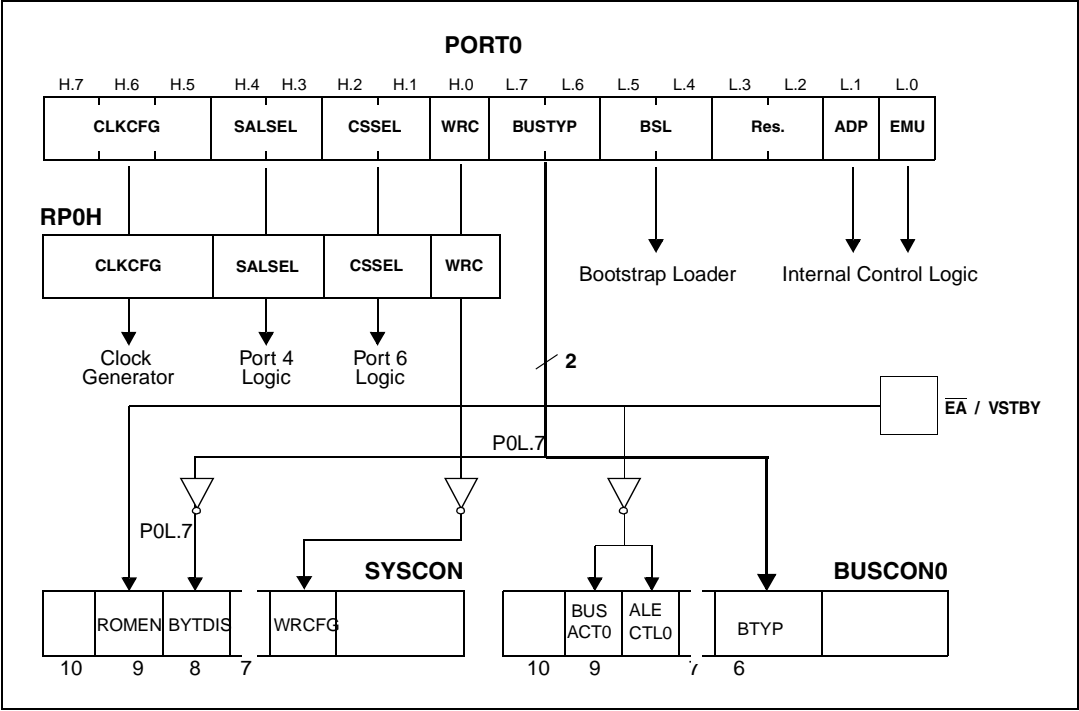 PORT0
H.7 H.6 H.5 H.4 H.3 H.2 H.1 H.0 L.7 L.6 L.5 L.4 L.3 L.2 L.1 L.0
CLKCFG SALSEL CSSEL WRC BUSTYP BSL Res. ADP EMU
RP0H
CLKCFG SALSEL CSSEL WRC
Bootstrap Loader Internal Control Logic
Clock
Generator
Port 4
Logic
Port 6
Logic
2
EA / VSTBY
P0L.7
P0L.7
SYSCON BUSCON0
ROMEN BYTDIS WRCFG
BUS
ACT0
ALE
CTL0
BTYP
10 9 8 7 10 9 7 6